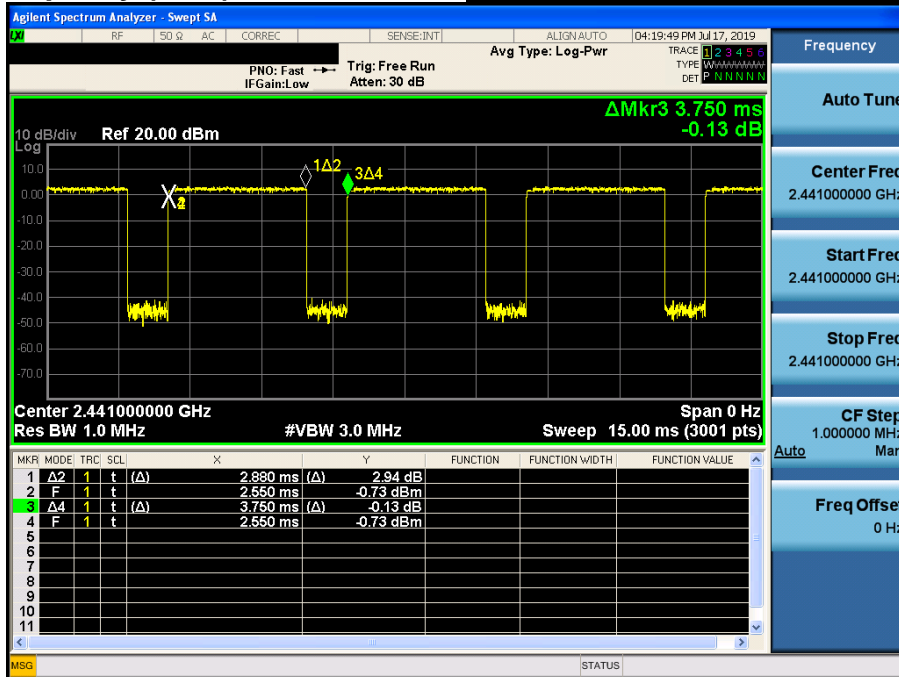 Agilent Spectrum Analyzer - Swept SA
LXI RF 50 Ω AC CORREC SENSE:INT ALIGN AUTO 04:19:49 PM Jul 17, 2019
Avg Type: Log-Pwr TRACE 1 2 3 4 5 6
PNO: Fast Trig: Free Run TYPE WWWWWW
IFGain:Low Atten: 30 dB DET P N N N N N
ΔMkr3 3.750 ms
-0.13 dB
10 dB/div Ref 20.00 dBm
Log
10.0
0.00
-10.0
-20.0
-30.0
-40.0
-50.0
-60.0
-70.0
1Δ2
3Δ4
2
Center 2.441000000 GHz Span 0 Hz
Res BW 1.0 MHz #VBW 3.0 MHz Sweep 15.00 ms (3001 pts)
MKR MODE TRC SCL X Y FUNCTION FUNCTION WIDTH FUNCTION VALUE
1 Δ2 1 t (Δ) 2.880 ms (Δ) 2.94 dB
2 F 1 t 2.550 ms -0.73 dBm
3 Δ4 1 t (Δ) 3.750 ms (Δ) -0.13 dB
4 F 1 t 2.550 ms -0.73 dBm
5
6
7
8
9
10
11
MSG STATUS
Frequency
Auto Tune
Center Freq
2.441000000 GHz
Start Freq
2.441000000 GHz
Stop Freq
2.441000000 GHz
CF Step
1.000000 MHz
Auto Man
Freq Offset
0 Hz